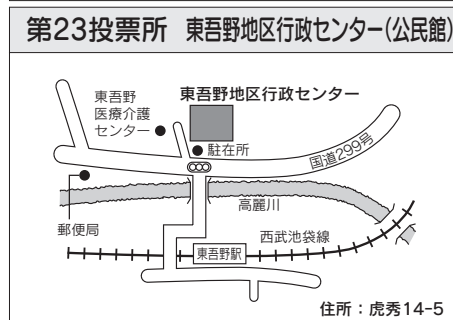 第23投票所 東吾野地区行政センター(公民館)
東吾野
医療介護
センター
東吾野地区行政センター
駐在所
国道299号
郵便局
高麗川
西武池袋線
東吾野駅
住所：虎秀14-5